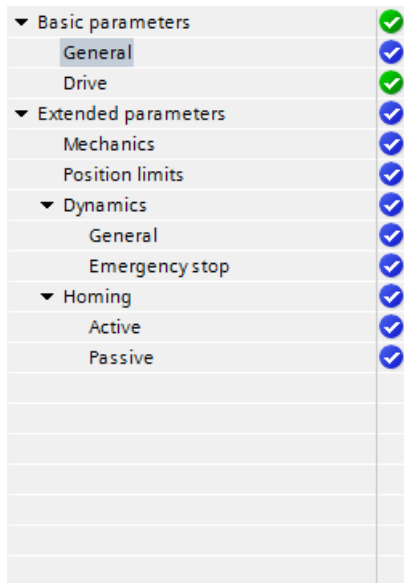 Basic parameters
General
Drive
Extended parameters
Mechanics
Position limits
Dynamics
General
Emergency stop
Homing
Active
Passive